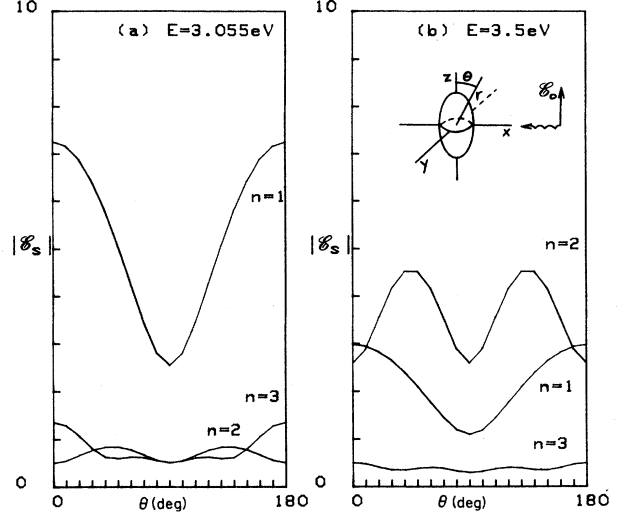 10
(a) E=3.055eV
n=1
|ℰs|
n=3
n=2
0
0
θ(deg)
180
10
(b) E=3.5eV
z
θ
r
x
y
ℰo
n=2
n=1
n=3
0
0
θ(deg)
180